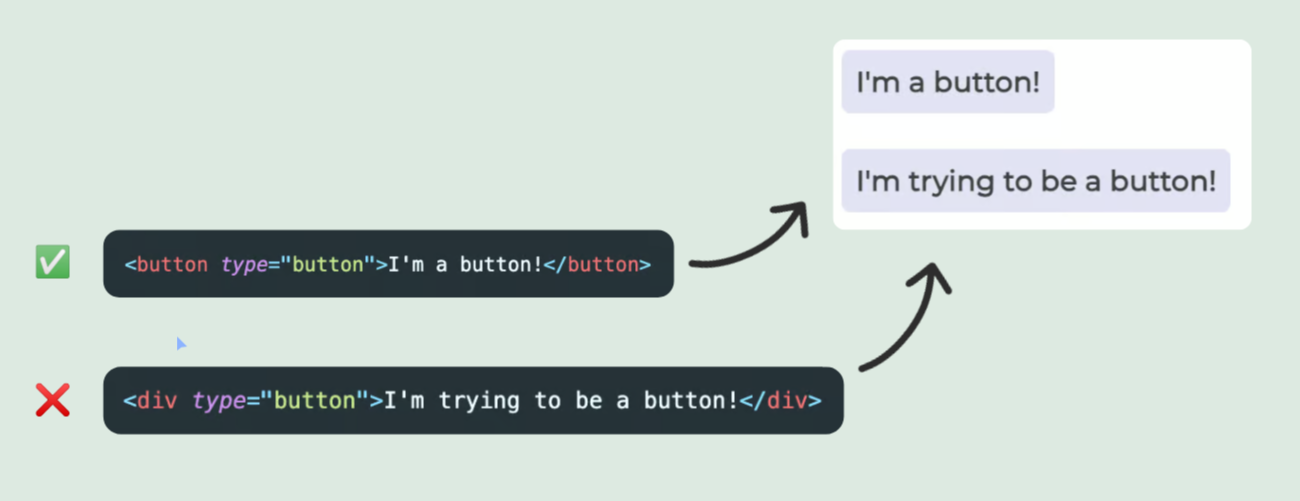 I'm a button!
I'm trying to be a button!
<button type="button">I'm a button!</button>
<div type="button">I'm trying to be a button!</div>